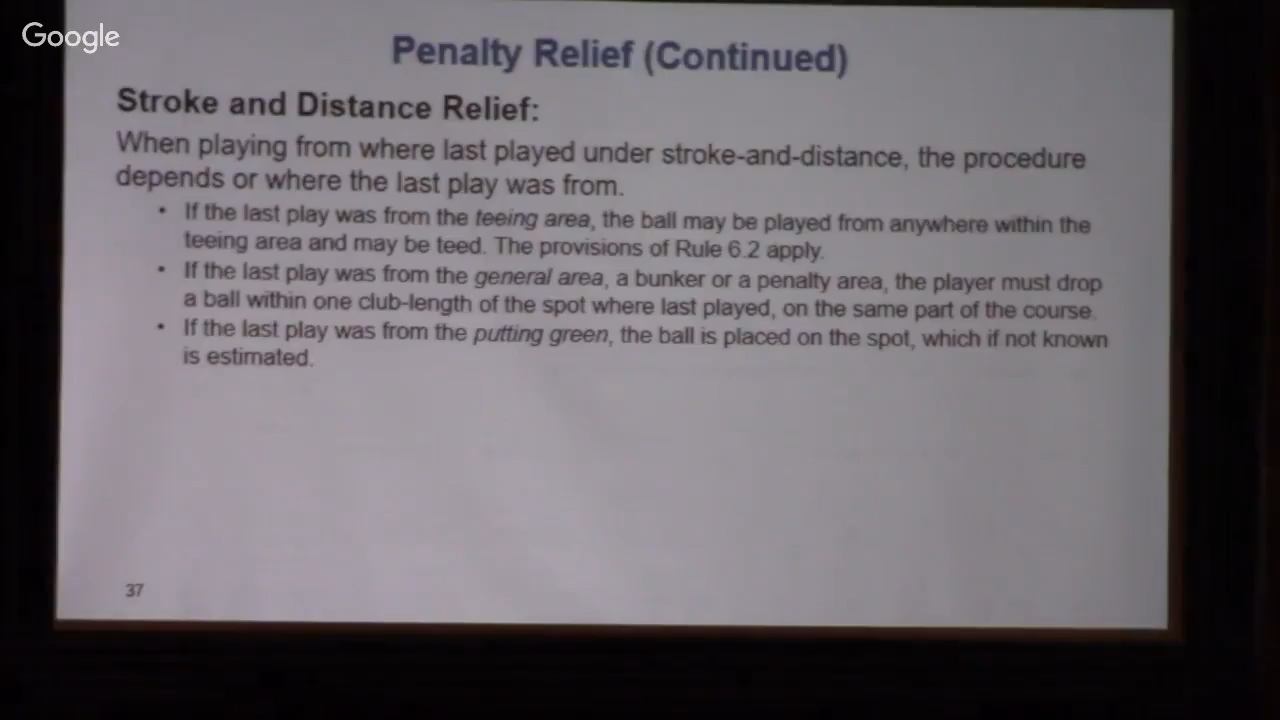 Google
Penalty Relief (Continued)
Stroke and Distance Relief:
When playing from where last played under stroke-and-distance, the procedure
depends or where the last play was from.
• If the last play was from the teeing area, the ball may be played from anywhere within the
teeing area and may be teed. The provisions of Rule 6.2 apply.
• If the last play was from the general area, a bunker or a penalty area, the player must drop
a ball within one club-length of the spot where last played, on the same part of the course.
• If the last play was from the putting green, the ball is placed on the spot, which if not known
is estimated.
37